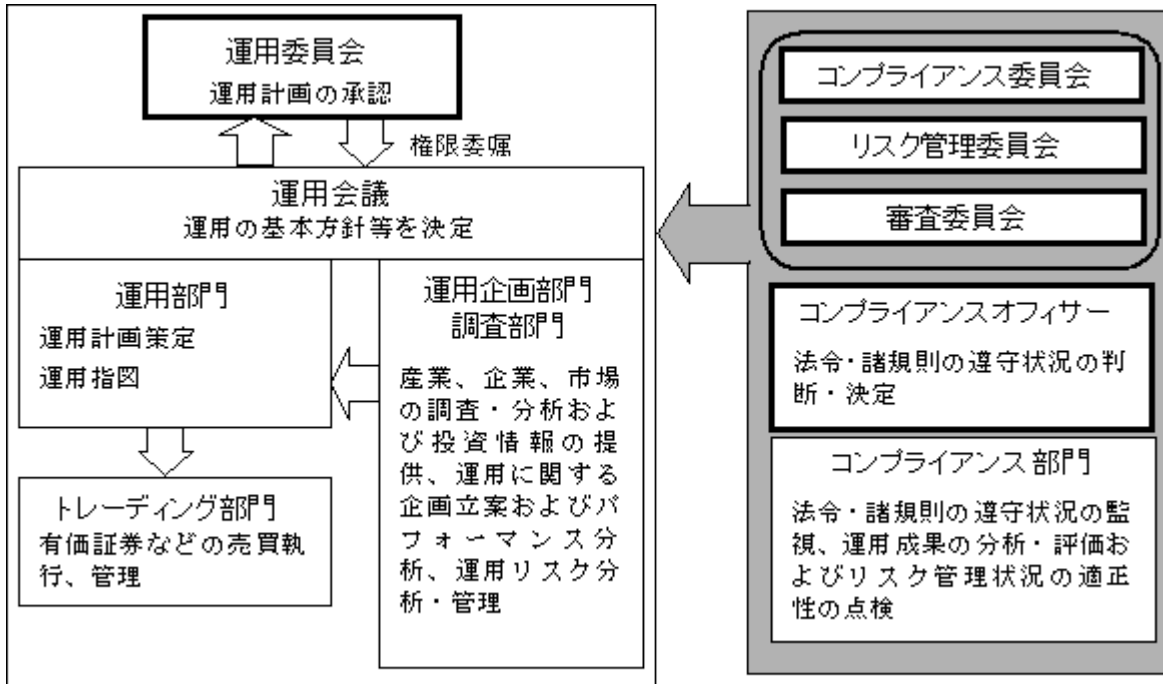 運用委員会
運用計画の承認
権限委嘱
運用会議
運用の基本方針等を決定
運用部門
運用計画策定
運用指図
運用企画部門
調査部門
産業、企業、市場
の調査・分析およ
び投資情報の提
供、運用に関する
企画立案およびパ
フォーマンス分
析、運用リスク分
析・管理
トレーディング部門
有価証券などの売買執
行、管理
コンプライアンス委員会
リスク管理委員会
審査委員会
コンプライアンスオフィサー
法令・諸規則の遵守状況の判
断・決定
コンプライアンス部門
法令・諸規則の遵守状況の監
視、運用成果の分析・評価お
よびリスク管理状況の適正
性の点検